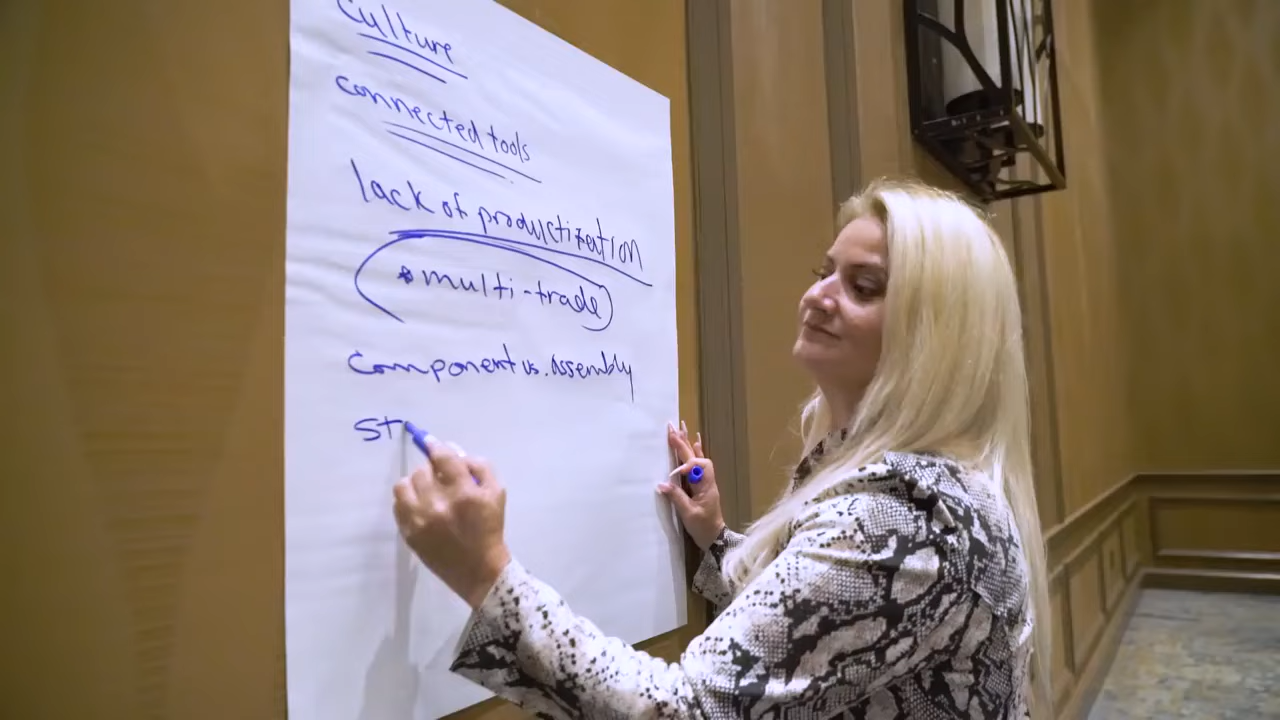 Culture
connected tools
lack of productization
* multi-trade
Component vs. Assembly
St